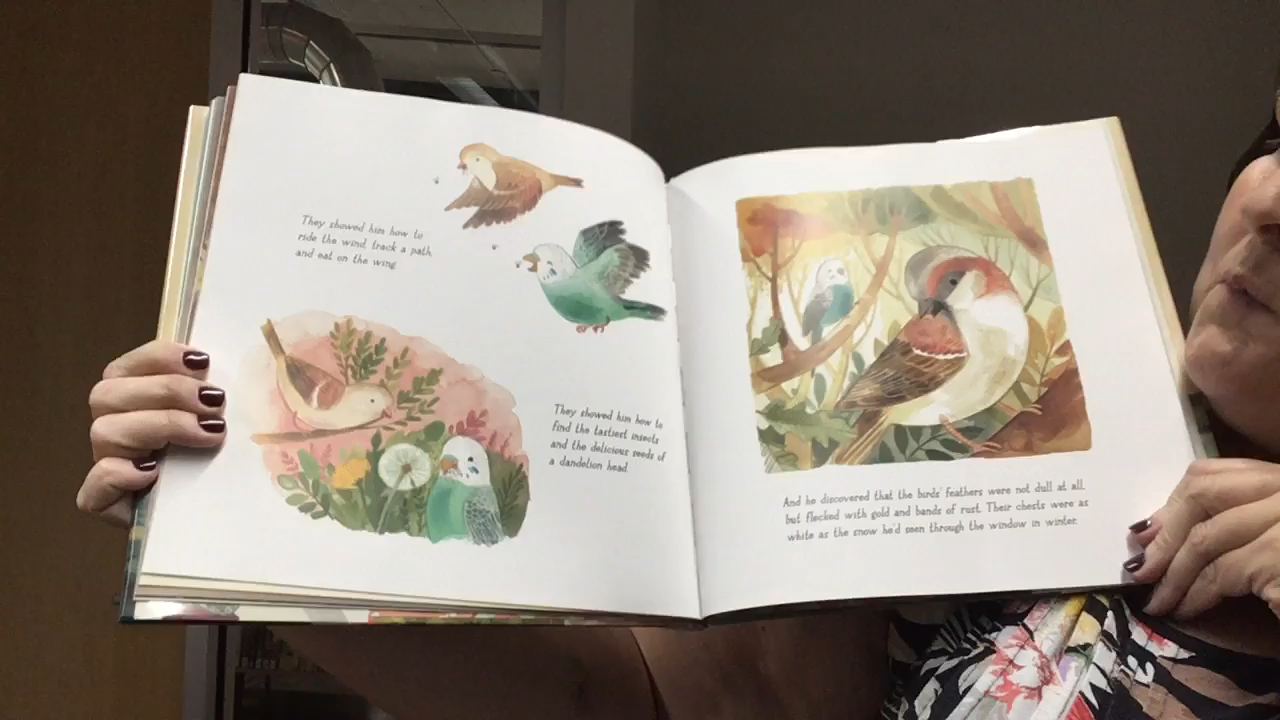 They showed him how to
ride the wind, track a path,
and eat on the wing.
They showed him how to
find the tastiest insects
and the delicious seeds of
a dandelion head.
And he discovered that the birds' feathers were not dull at all,
but flecked with gold and bands of rust. Their chests were as
white as the snow he'd seen through the window in winter.